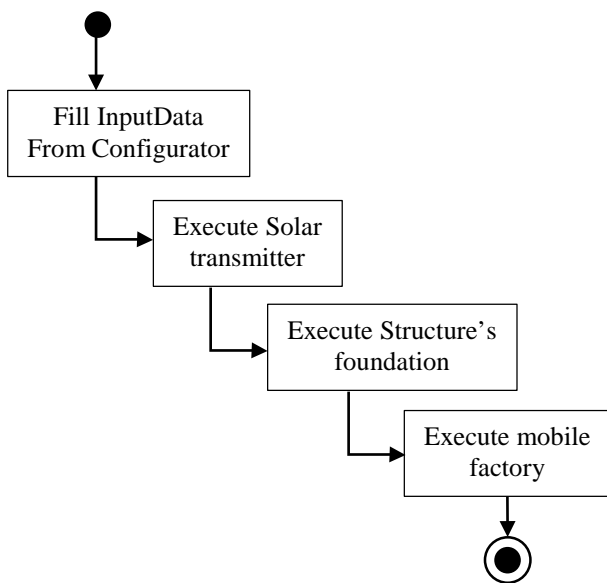 Fill InputData
From Configurator
Execute Solar
transmitter
Execute Structure’s
foundation
Execute mobile
factory